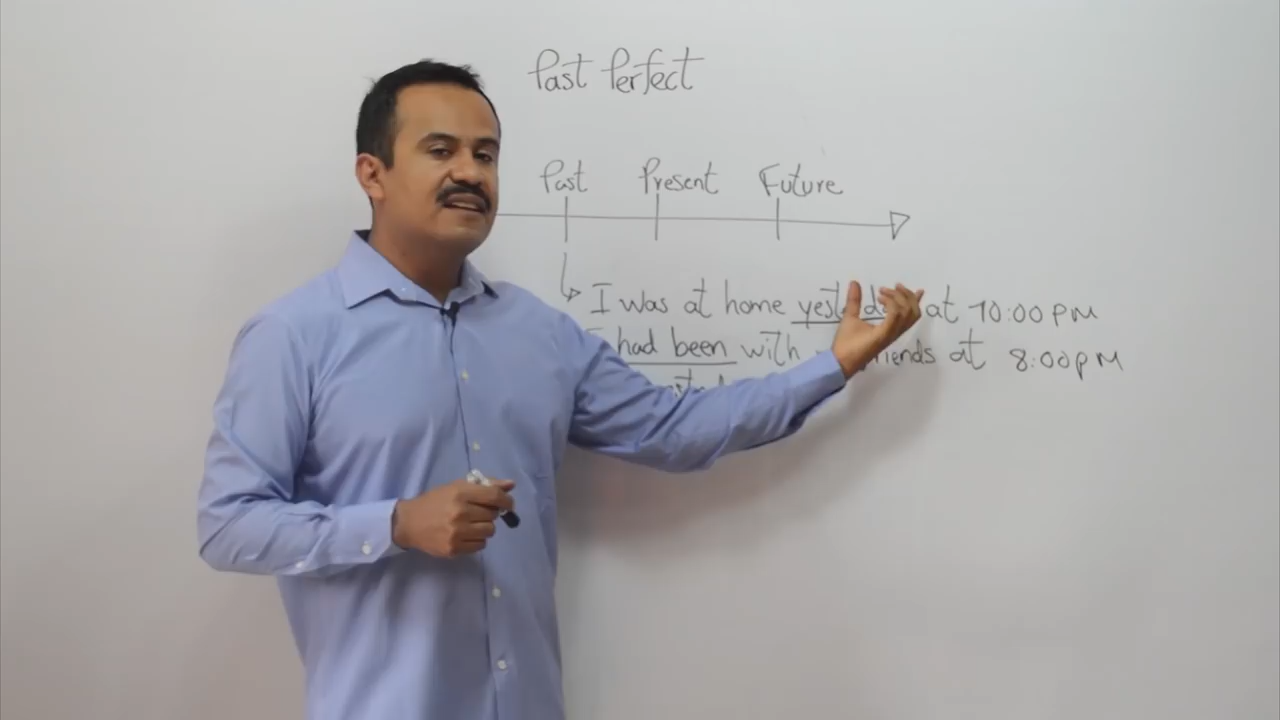 Past Perfect
Past Present Future
I was at home at 10:00 PM
had been with at 8:00 PM